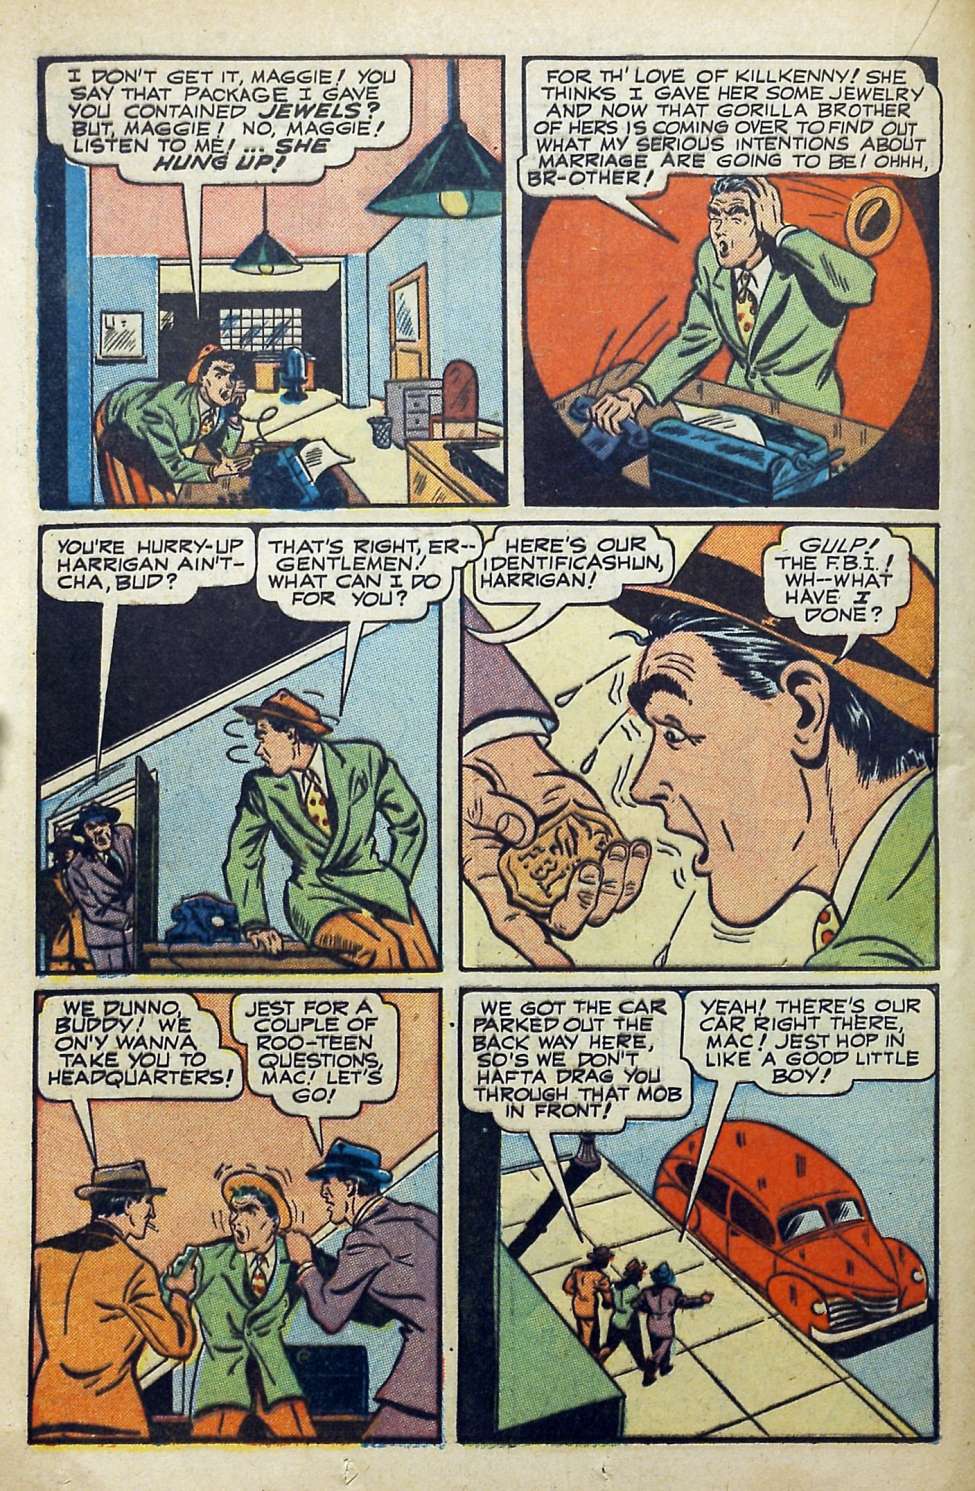 I DON'T GET IT, MAGGIE! YOU
SAY THAT PACKAGE I GAVE
YOU CONTAINED JEWELS?
BUT, MAGGIE! NO, MAGGIE!
LISTEN TO ME! ... SHE
HUNG UP!
FOR TH' LOVE OF KILLKENNY! SHE
THINKS I GAVE HER SOME JEWELRY
AND NOW THAT GORILLA BROTHER
OF HERS IS COMING OVER TO FIND OUT
WHAT MY SERIOUS INTENTIONS ABOUT
MARRIAGE ARE GOING TO BE! OHHH,
BR-OTHER!
YOU'RE HURRY-UP
HARRIGAN AIN'T-
CHA, BUD?
THAT'S RIGHT, ER--
GENTLEMEN!
WHAT CAN I DO
FOR YOU?
HERE'S OUR
IDENTIFICASHUN,
HARRIGAN!
GULP!
THE F.B.I.!
WH--WHAT
HAVE I
DONE?
WE DUNNO,
BUDDY! WE
ON'Y WANNA
TAKE YOU TO
HEADQUARTERS!
JEST FOR A
COUPLE OF
ROO-TEEN
QUESTIONS,
MAC! LET'S
GO!
WE GOT THE CAR
PARKED OUT THE
BACK WAY HERE,
SO'S WE DON'T
HAFTA DRAG YOU
THROUGH THAT MOB
IN FRONT!
YEAH! THERE'S OUR
CAR RIGHT THERE,
MAC! JEST HOP IN
LIKE A GOOD LITTLE
BOY!